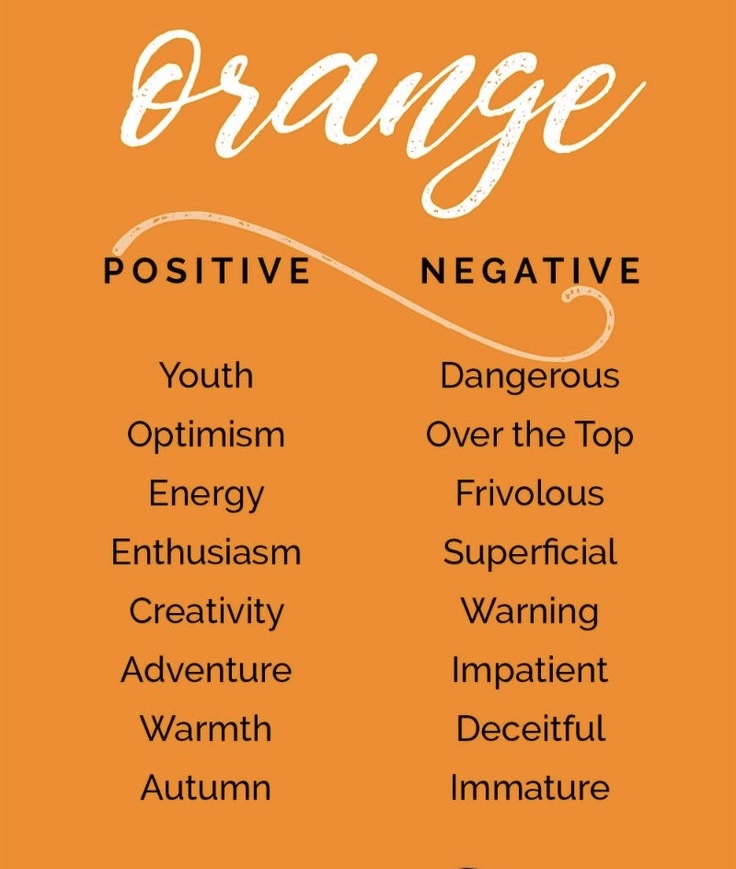 orange
POSITIVE NEGATIVE
Youth Dangerous
Optimism Over the Top
Energy Frivolous
Enthusiasm Superficial
Creativity Warning
Adventure Impatient
Warmth Deceitful
Autumn Immature